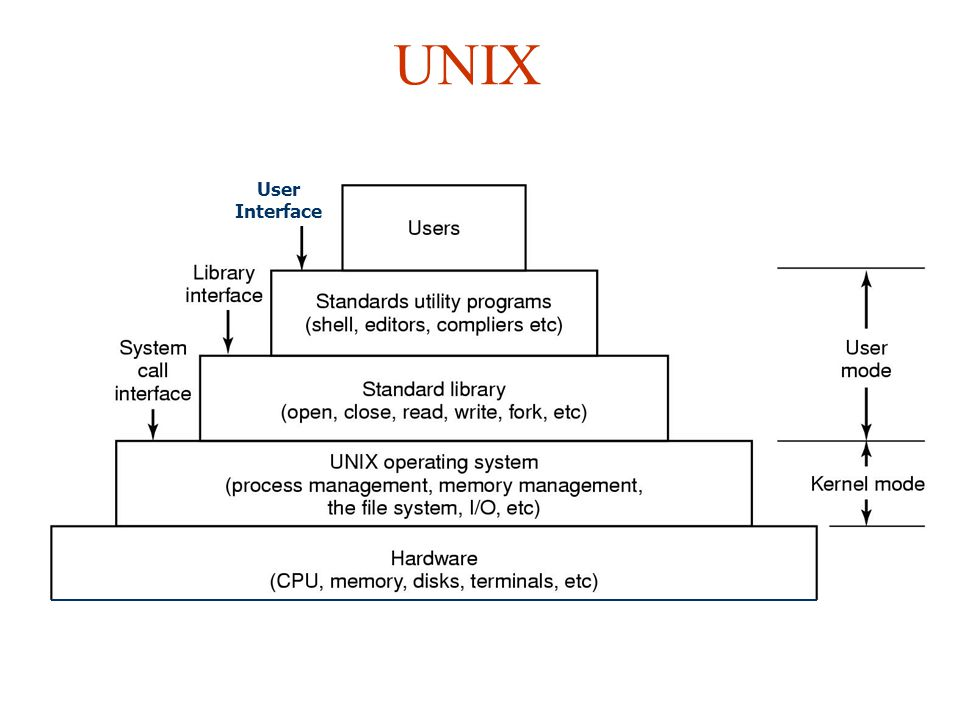 UNIX
User
Interface
Users
Library
interface
Standards utility programs
(shell, editors, compliers etc)
System
call
interface
Standard library
(open, close, read, write, fork, etc)
User
mode
UNIX operating system
(process management, memory management,
the file system, I/O, etc)
Kernel mode
Hardware
(CPU, memory, disks, terminals, etc)